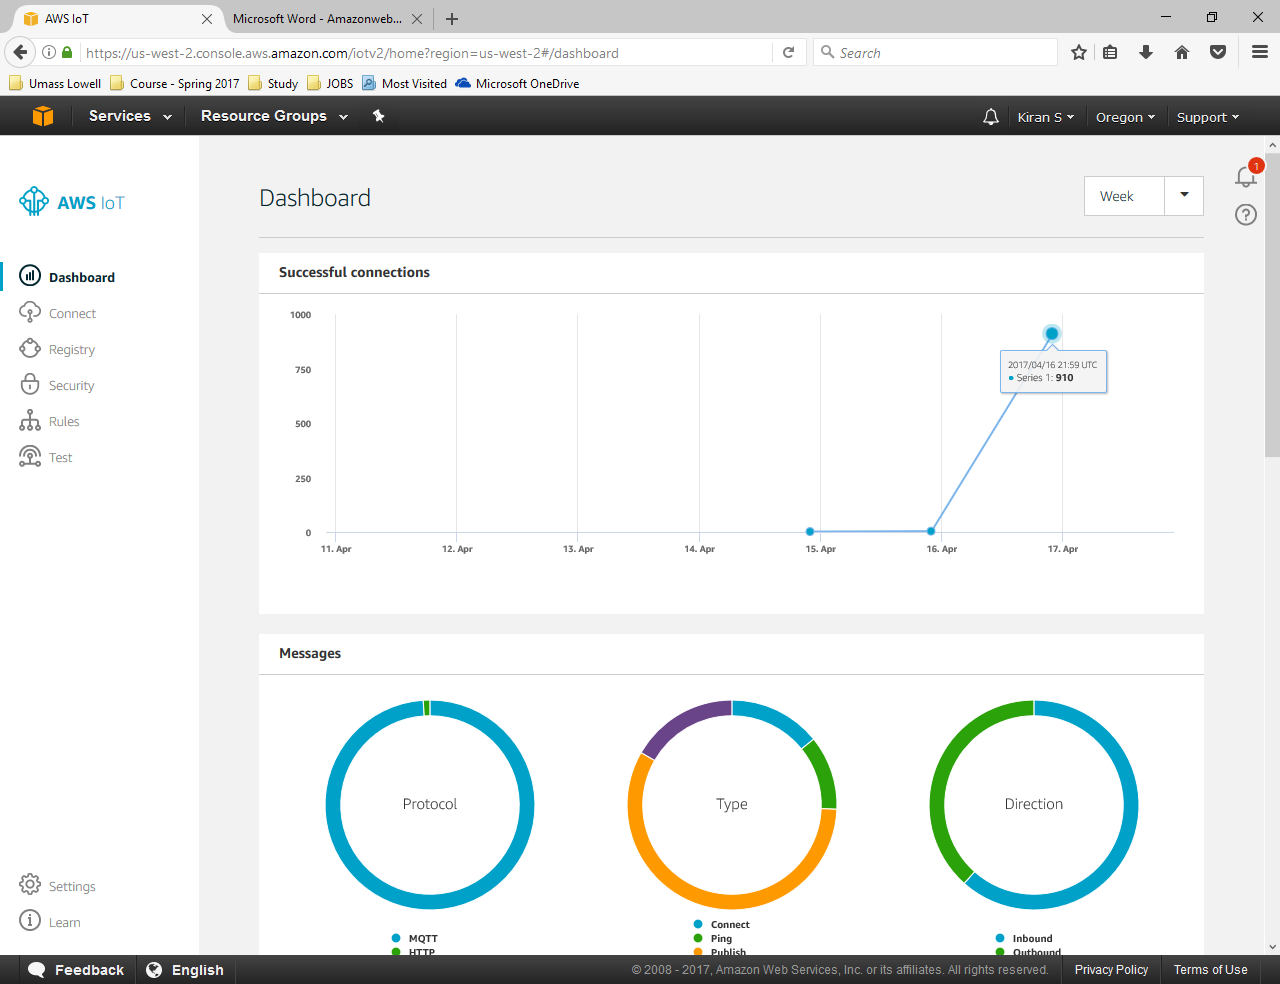 AWS IoT
Microsoft Word - Amazonweb...
https://us-west-2.console.aws.amazon.com/iotv2/home?region=us-west-2#/dashboard
Search
Umass Lowell
Course - Spring 2017
Study
JOBS
Most Visited
Microsoft OneDrive
Services
Resource Groups
Kiran S
Oregon
Support
AWS IoT
Dashboard
Connect
Registry
Security
Rules
Test
Settings
Learn
Dashboard
Week
1
Successful connections
1000
750
500
250
0
2017/04/16 21:59 UTC
Series 1: 910
11. Apr
12. Apr
13. Apr
14. Apr
15. Apr
16. Apr
17. Apr
Messages
Protocol
MQTT
HTTP
Type
Connect
Ping
Publish
Direction
Inbound
Outbound
Feedback
English
© 2008 - 2017, Amazon Web Services, Inc. or its affiliates. All rights reserved.
Privacy Policy
Terms of Use